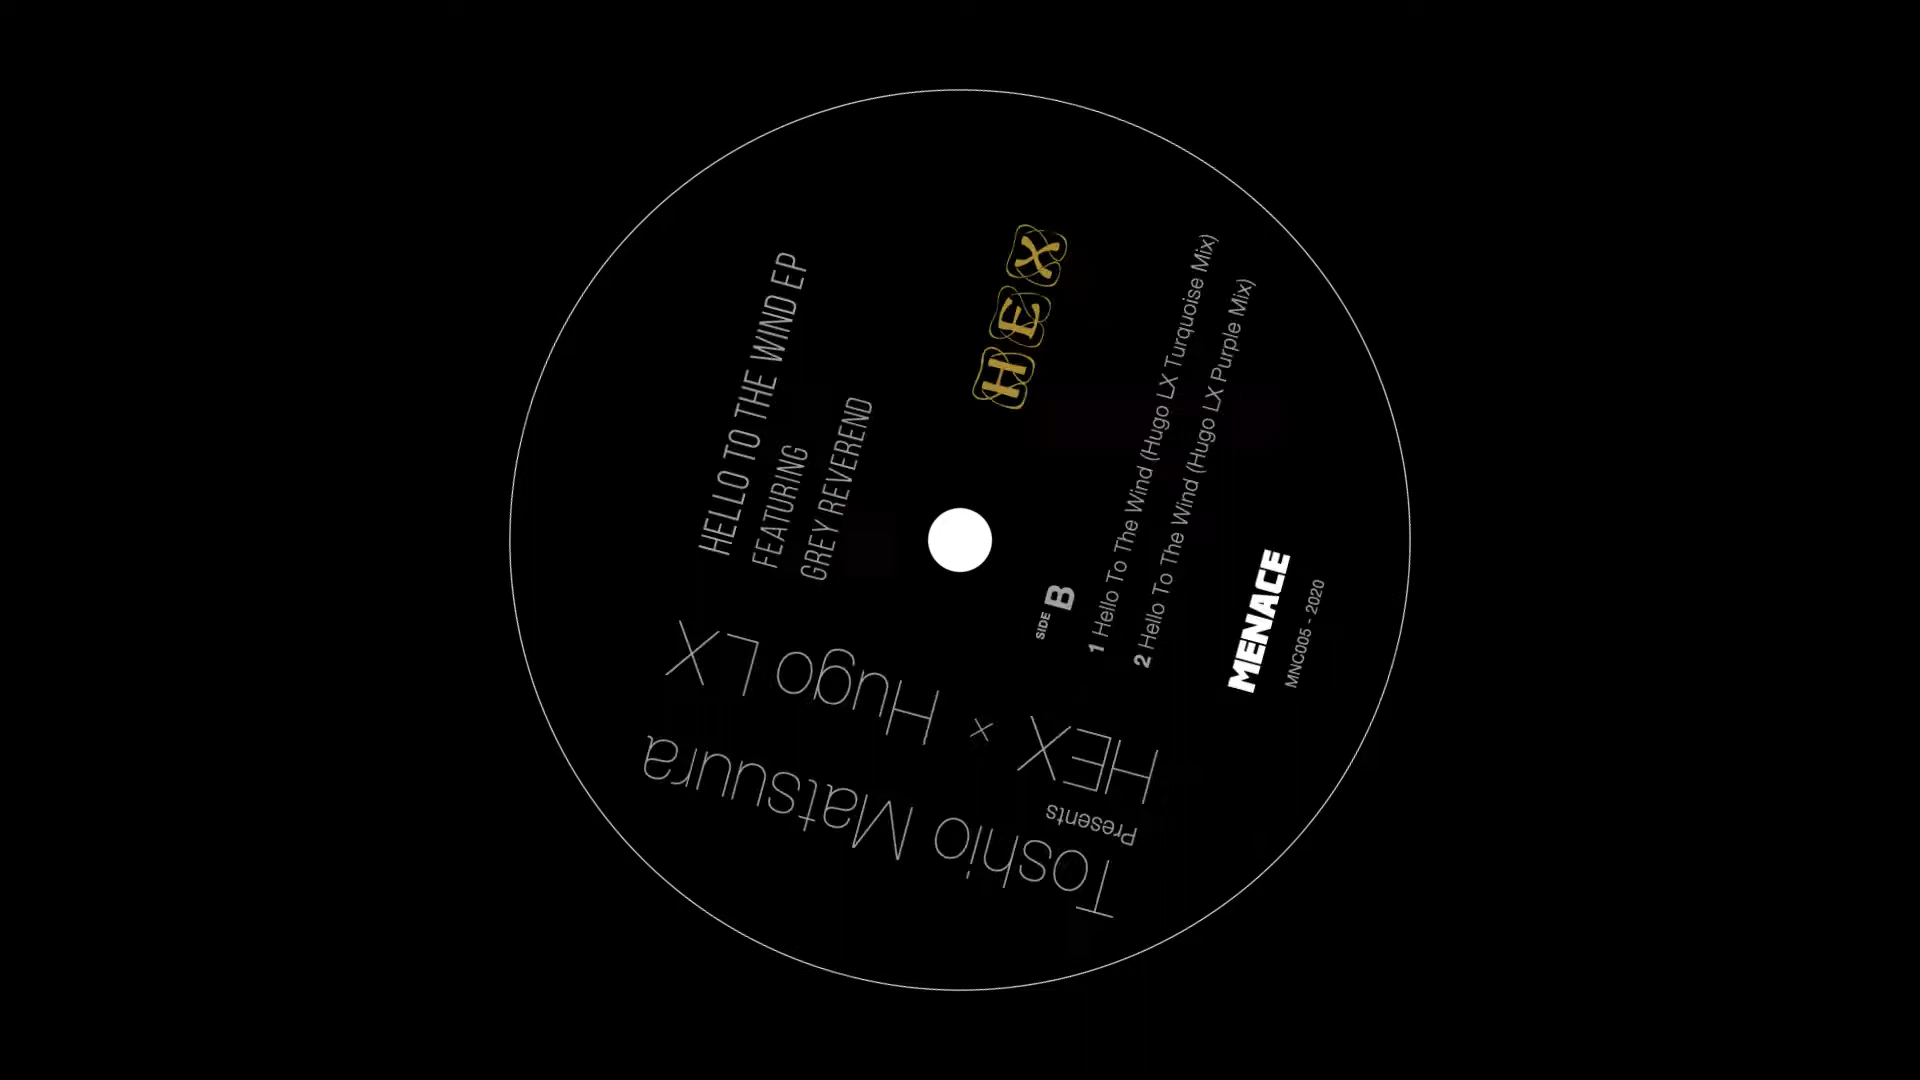 Toshio Matsuura
Presents
HEX × Hugo LX
HELLO TO THE WIND EP
FEATURING
GREY REVEREND
HEX
SIDE B
1 Hello To The Wind (Hugo LX Turquoise Mix)
2 Hello To The Wind (Hugo LX Purple Mix)
MENACE
MNC005 - 2020